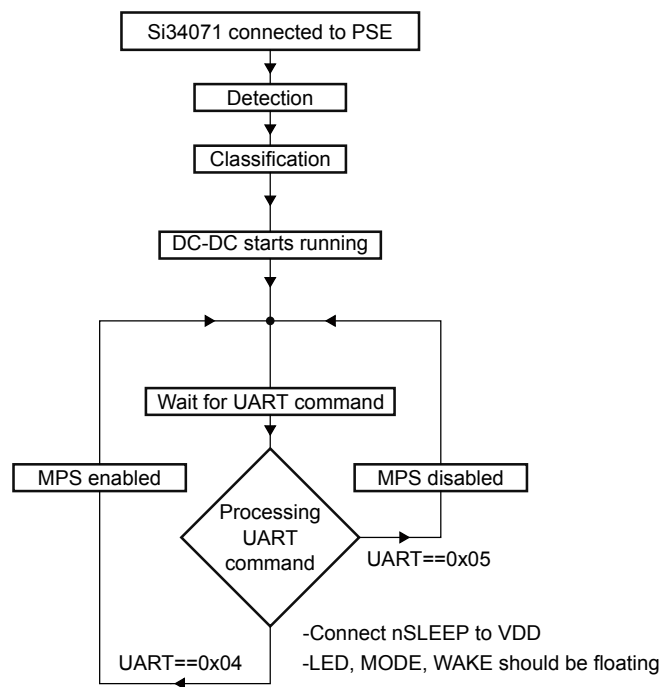 Si34071 connected to PSE
Detection
Classification
DC-DC starts running
Wait for UART command
MPS enabled
MPS disabled
Processing
UART
command
UART==0x05
-Connect nSLEEP to VDD
UART==0x04
-LED, MODE, WAKE should be floating